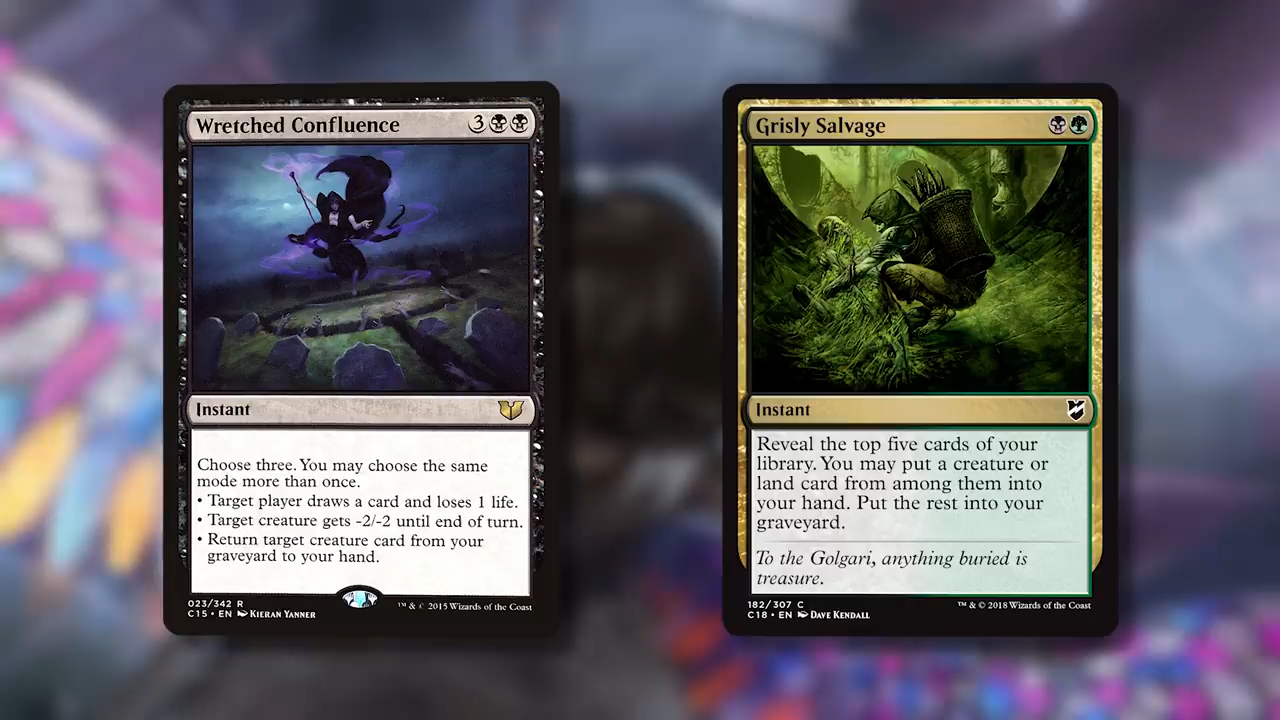 Wretched Confluence 3
Instant
Choose three. You may choose the same
mode more than once.
• Target player draws a card and loses 1 life.
• Target creature gets -2/-2 until end of turn.
• Return target creature card from your
graveyard to your hand.
023/342 R
C15 • EN KIERAN YANNER
™ & © 2015 Wizards of the Coast
Grisly Salvage
Instant
Reveal the top five cards of your
library. You may put a creature or
land card from among them into
your hand. Put the rest into your
graveyard.
To the Golgari, anything buried is
treasure.
182/307 C
C18 • EN DAVE KENDALL
™ & © 2018 Wizards of the Coast